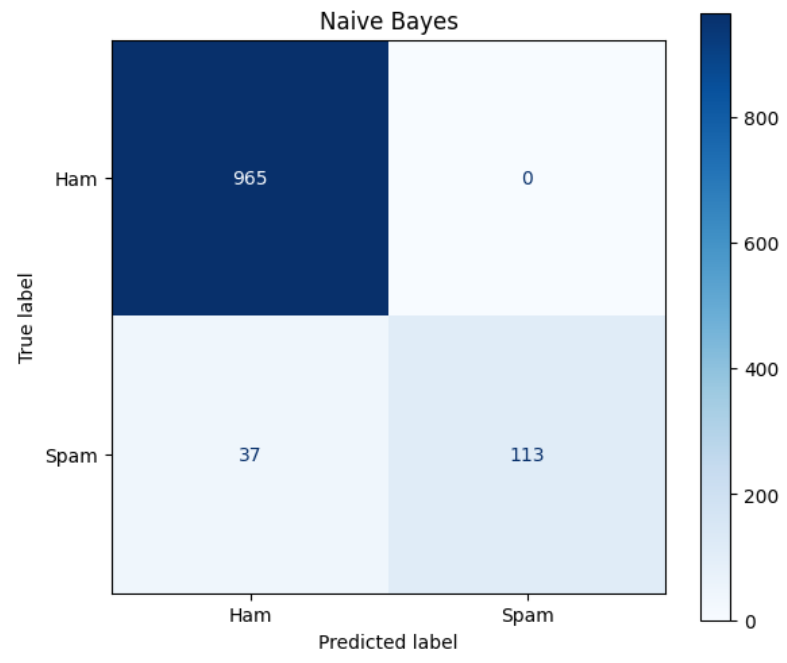 Naive Bayes
True label
Ham
965
0
Spam
37
113
Ham
Spam
Predicted label
800
600
400
200
0